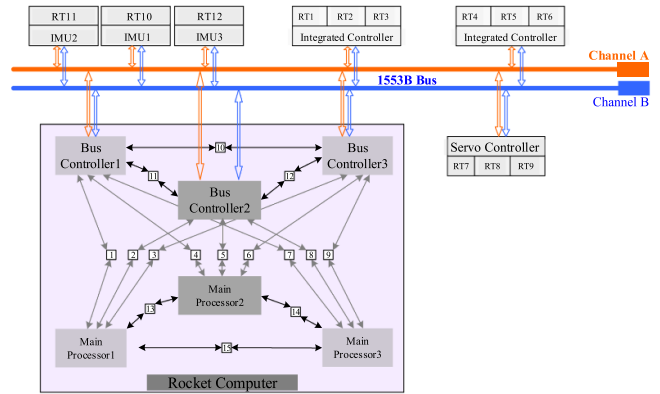 RT11
RT10
RT12
RT1
RT2
RT3
RT4
RT5
RT6
IMU2
IMU1
IMU3
Integrated Controller
Integrated Controller
Channel A
1553B Bus
Channel B
Bus
Controller1
10
Bus
Controller3
Servo Controller
RT7
RT8
RT9
11
12
Bus
Controller2
1
2
3
4
5
6
7
8
9
Main
Processor2
13
14
Main
Processor1
15
Main
Processor3
Rocket Computer